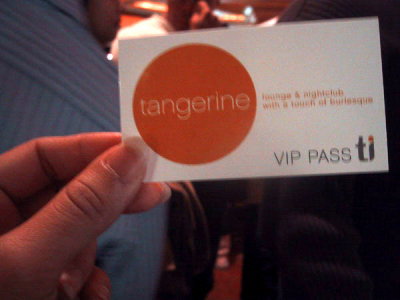 tangerine
lounge & nightclub
with a touch of burlesque
VIP PASS ti